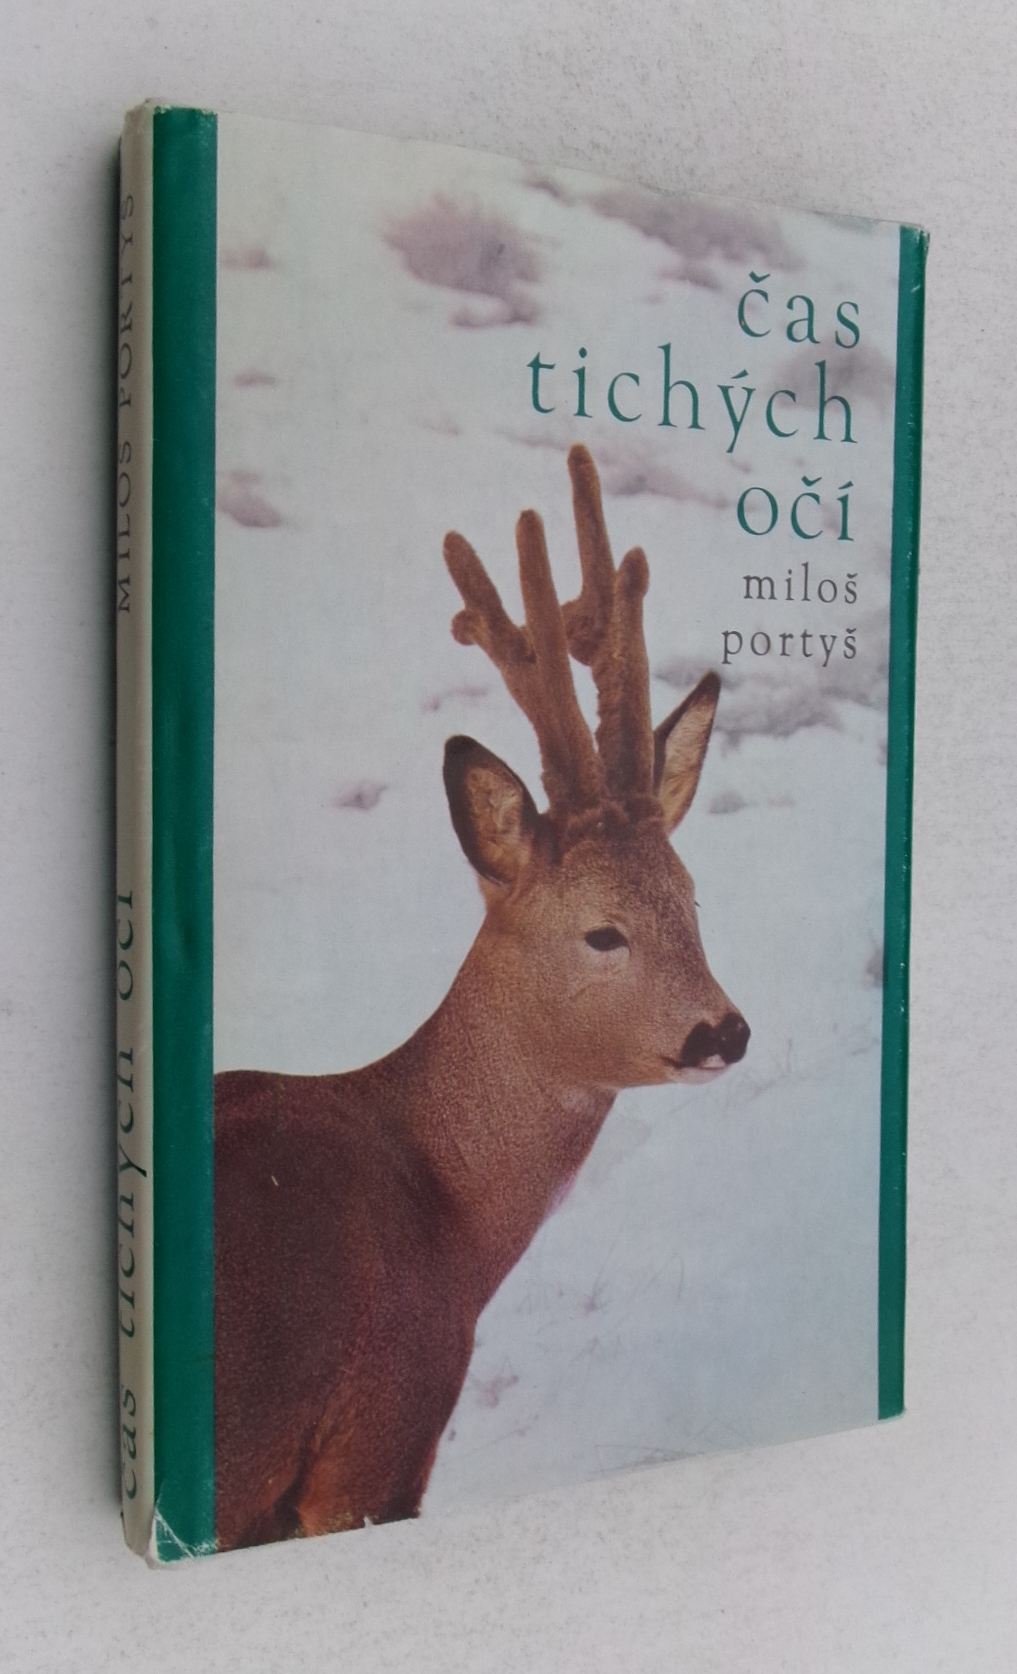 čas
tichých
očí
miloš
portyš
čas tichých očí MILOŠ PORTYŠ